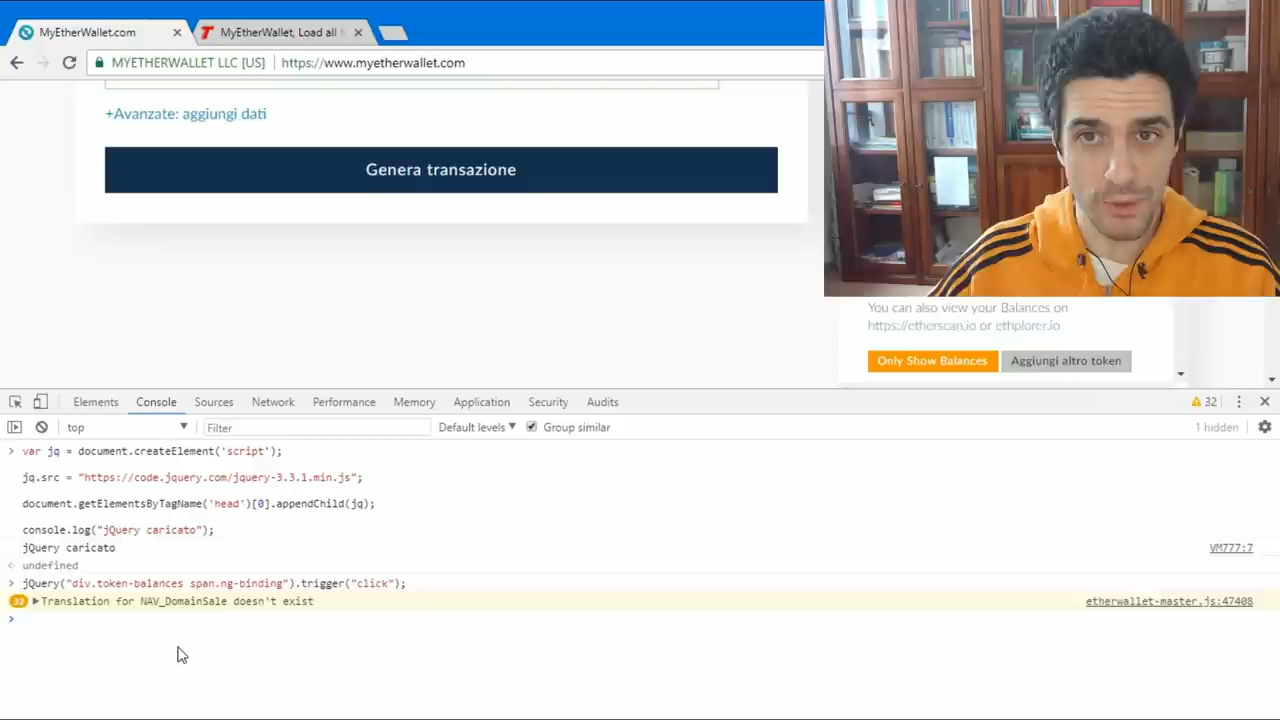 MyEtherWallet.com
MyEtherWallet, Load all t
MYETHERWALLET LLC [US]
https://www.myetherwallet.com
+Avanzate: aggiungi dati
Genera transazione
You can also view your Balances on
https://etherscan.io or ethplorer.io
Only Show Balances
Aggiungi altro token
Elements Console Sources Network Performance Memory Application Security Audits 32
top Filter Default levels Group similar 1 hidden
> var jq = document.createElement('script');
jq.src = "https://code.jquery.com/jquery-3.3.1.min.js";
document.getElementsByTagName('head')[0].appendChild(jq);
console.log("jQuery caricato");
jQuery caricato VM777:7
< undefined
> jQuery("div.token-balances span.ng-binding").trigger("click");
32 Translation for NAV_DomainSale doesn't exist etherwallet-master.js:47408
>